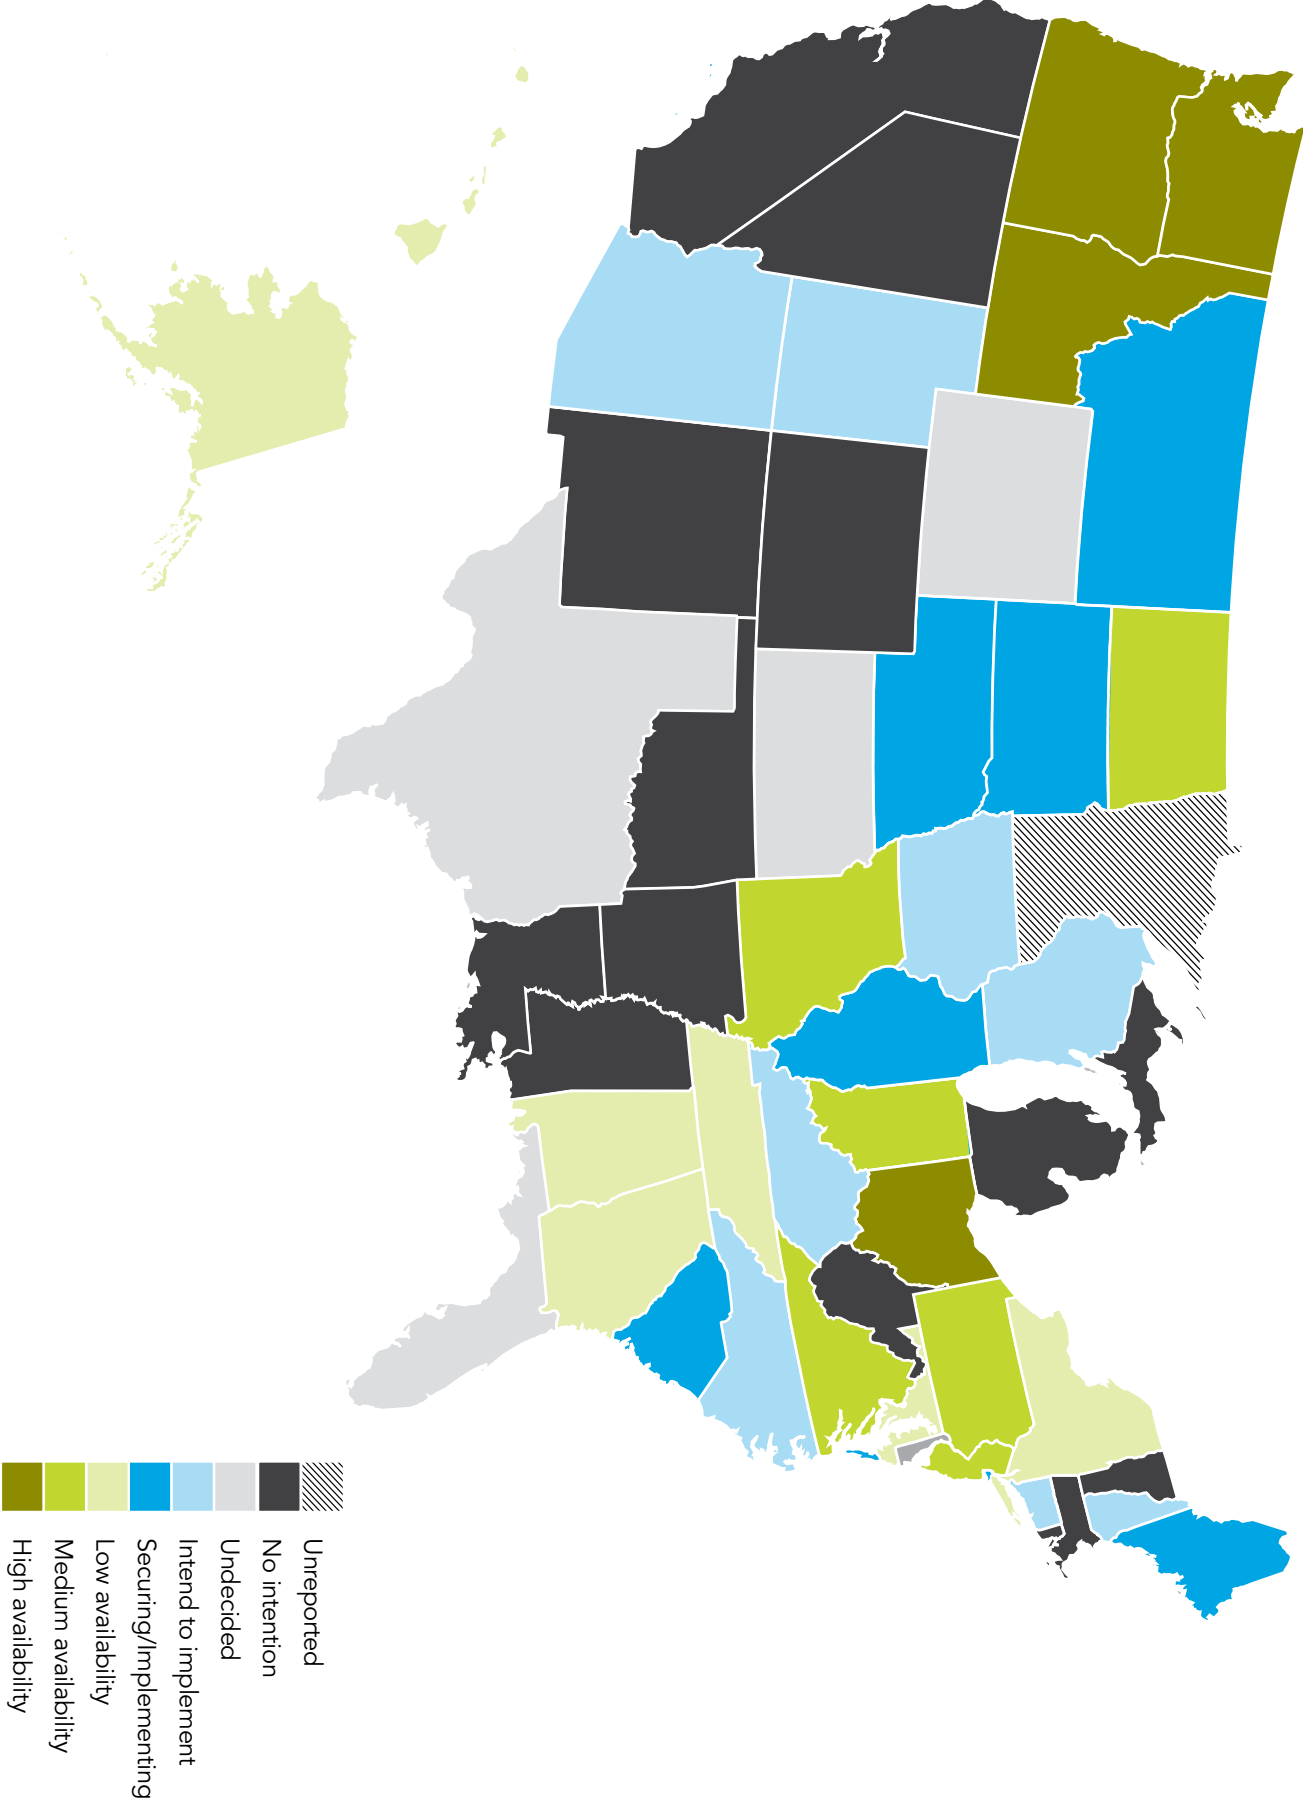 Unreported
No intention
Undecided
Intend to implement
Securing/Implementing
Low availability
Medium availability
High availability